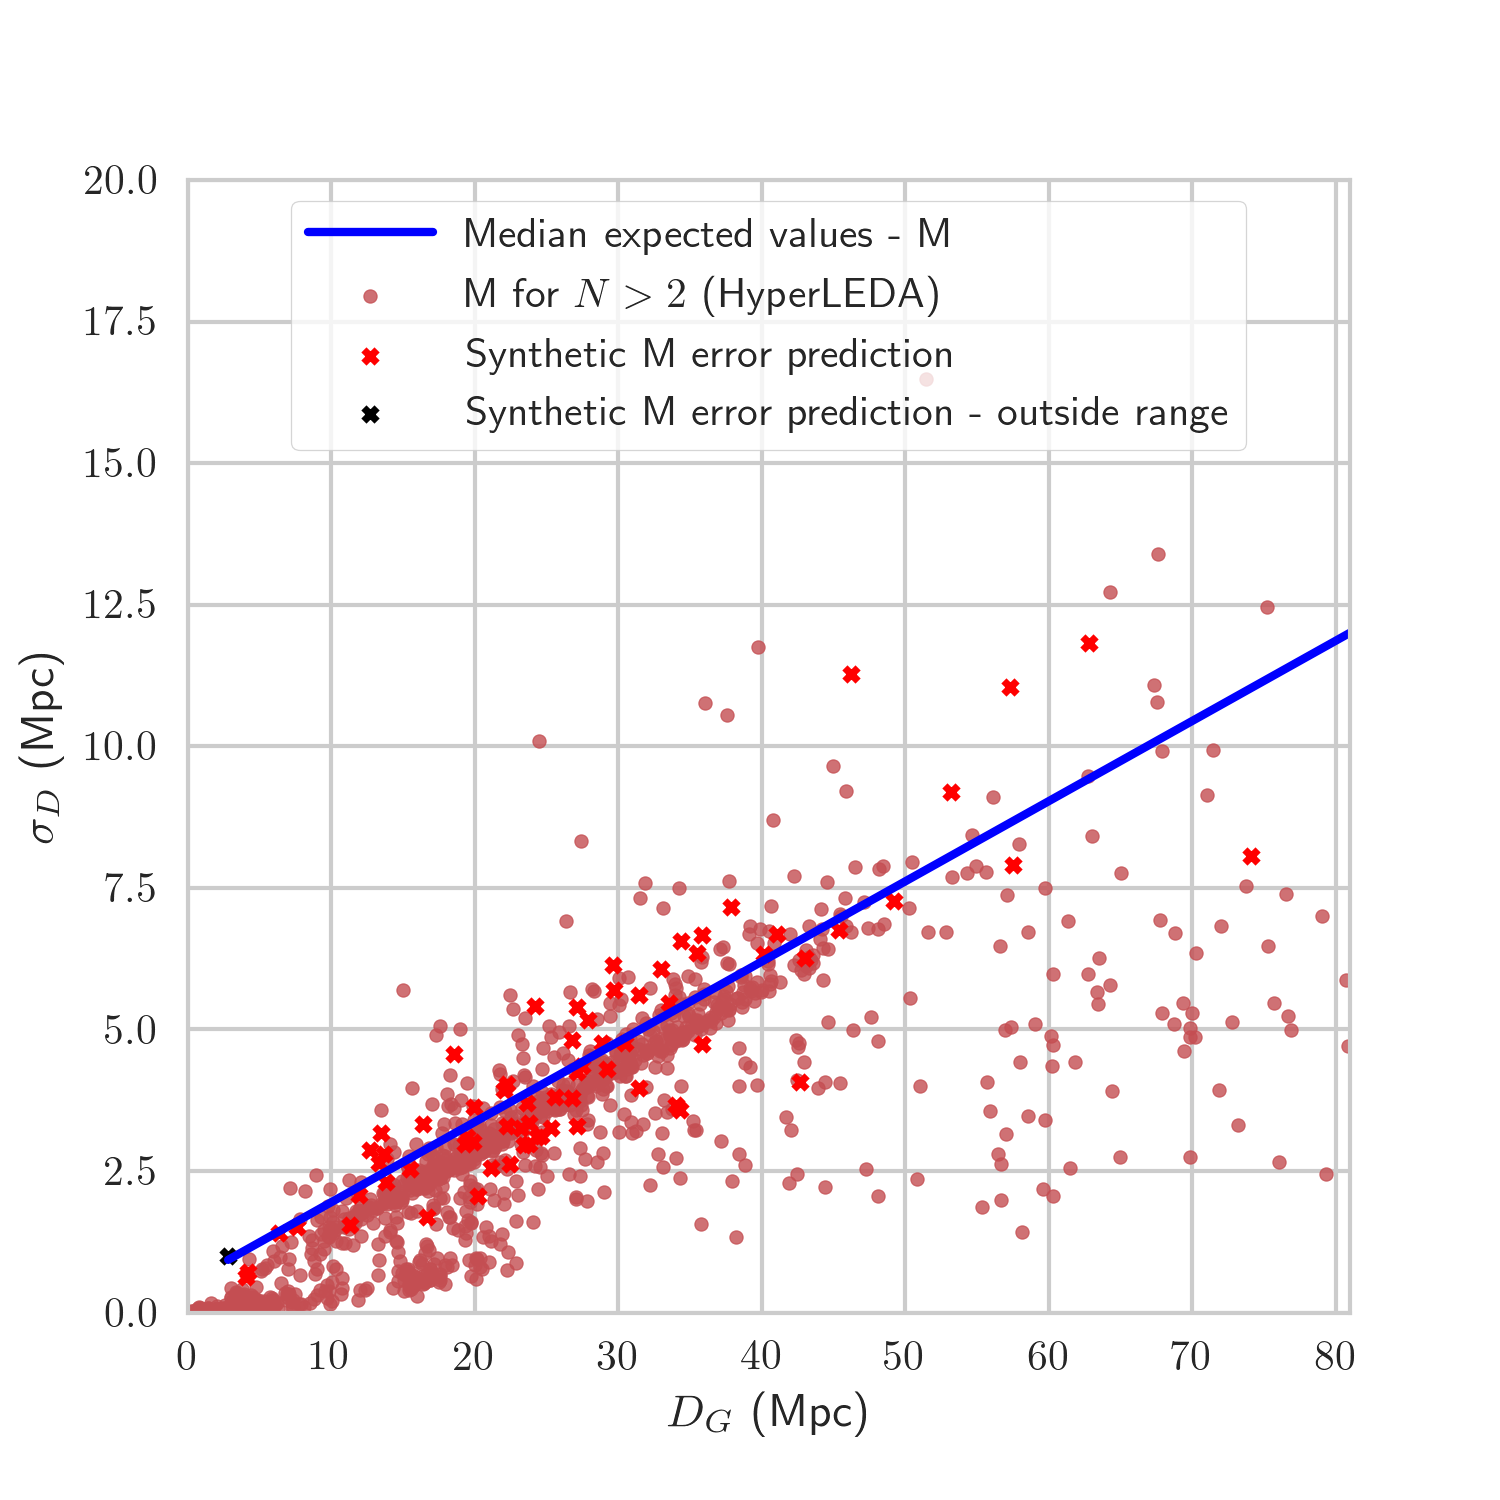 20.0
17.5
15.0
12.5
10.0
7.5
5.0
2.5
0.0
σ_D (Mpc)
Median expected values - M
M for N > 2 (HyperLEDA)
Synthetic M error prediction
Synthetic M error prediction - outside range
0 10 20 30 40 50 60 70 80
D_G (Mpc)